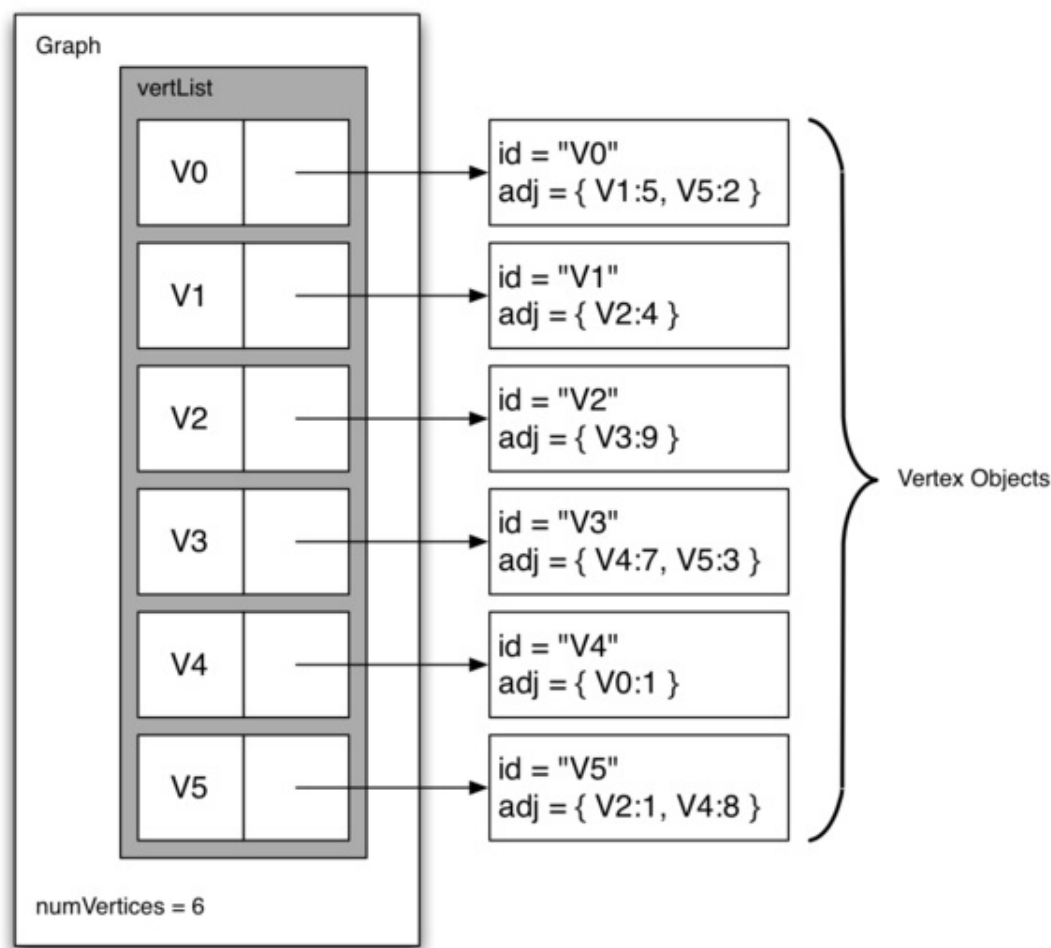 Graph
vertList
V0
id = "V0"
adj = { V1:5, V5:2 }
V1
id = "V1"
adj = { V2:4 }
V2
id = "V2"
adj = { V3:9 }
V3
id = "V3"
adj = { V4:7, V5:3 }
V4
id = "V4"
adj = { V0:1 }
V5
id = "V5"
adj = { V2:1, V4:8 }
Vertex Objects
numVertices = 6